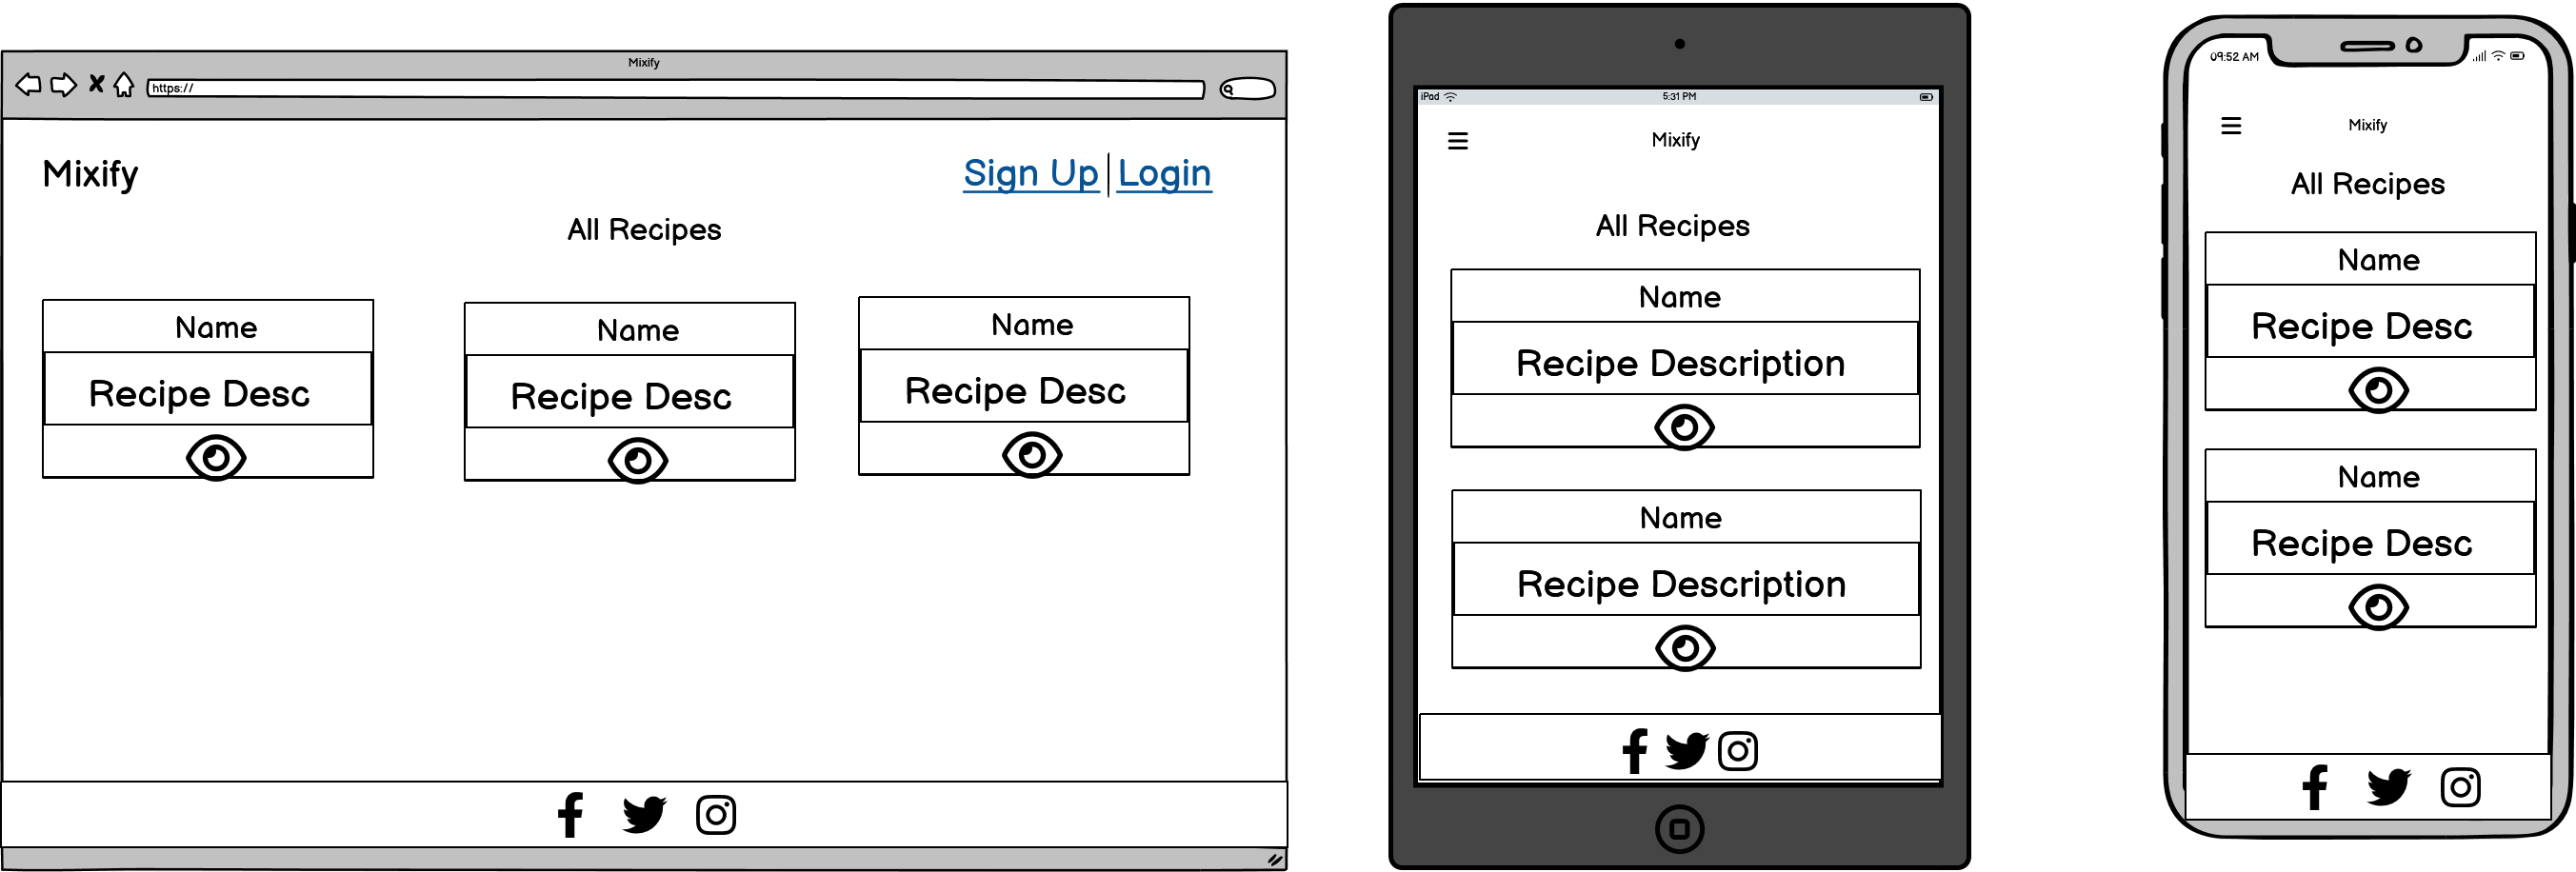 Mixify
https://
Mixify
Sign Up Login
All Recipes
Name
Recipe Desc
Name
Recipe Desc
Name
Recipe Desc
iPad
5:31 PM
Mixify
All Recipes
Name
Recipe Description
Name
Recipe Description
09:52 AM
Mixify
All Recipes
Name
Recipe Desc
Name
Recipe Desc